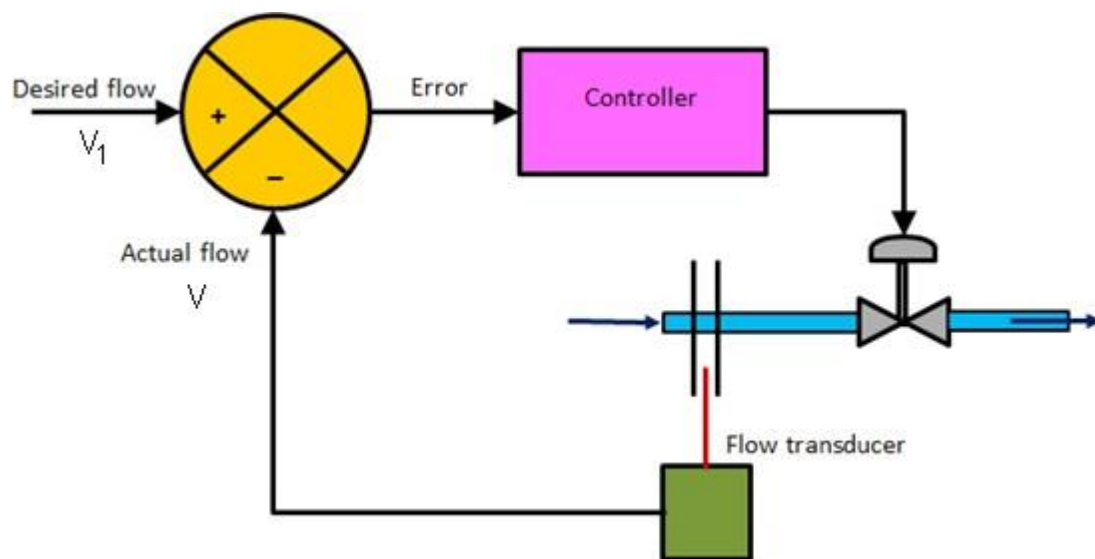 Desired flow
V1
+
−
Error
Controller
Actual flow
V
Flow transducer